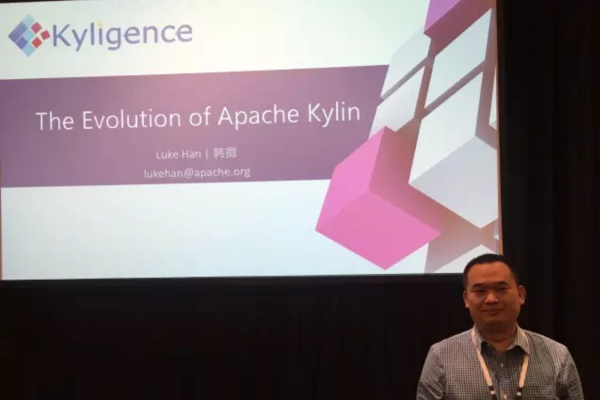 Kyligence
The Evolution of Apache Kylin
Luke Han | 韩卿
lukehan@apache.org